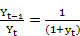 Y_{t-1}/Y_t = 1/((1+y_t))